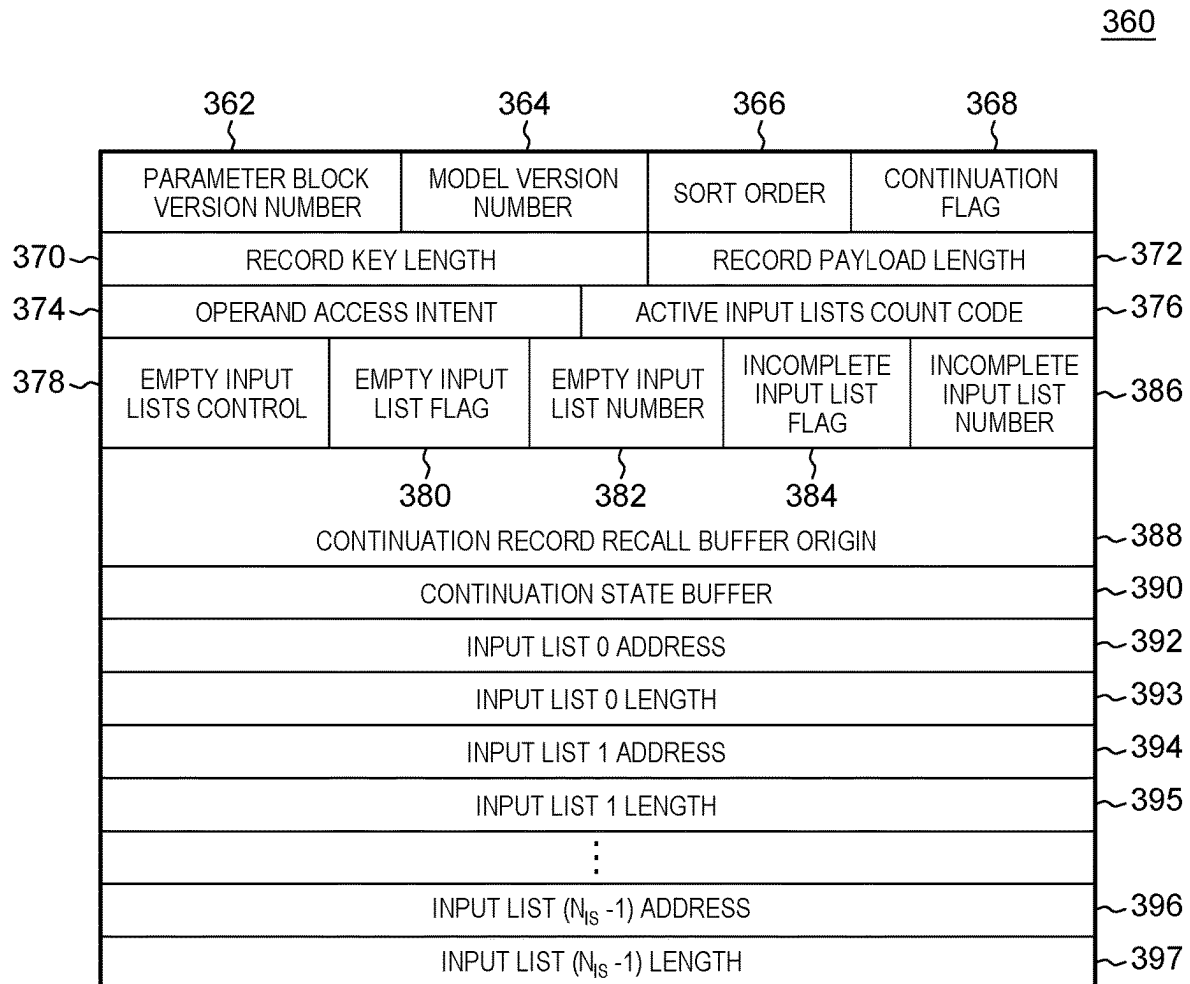 360
362 364 366 368
PARAMETER BLOCK VERSION NUMBER
MODEL VERSION NUMBER
SORT ORDER
CONTINUATION FLAG
370 RECORD KEY LENGTH RECORD PAYLOAD LENGTH 372
374 OPERAND ACCESS INTENT ACTIVE INPUT LISTS COUNT CODE 376
378
EMPTY INPUT LISTS CONTROL
EMPTY INPUT LIST FLAG
EMPTY INPUT LIST NUMBER
INCOMPLETE INPUT LIST FLAG
INCOMPLETE INPUT LIST NUMBER
386
380 382 384
CONTINUATION RECORD RECALL BUFFER ORIGIN 388
CONTINUATION STATE BUFFER 390
INPUT LIST 0 ADDRESS 392
INPUT LIST 0 LENGTH 393
INPUT LIST 1 ADDRESS 394
INPUT LIST 1 LENGTH 395
⋮
INPUT LIST (NIS -1) ADDRESS 396
INPUT LIST (NIS -1) LENGTH 397